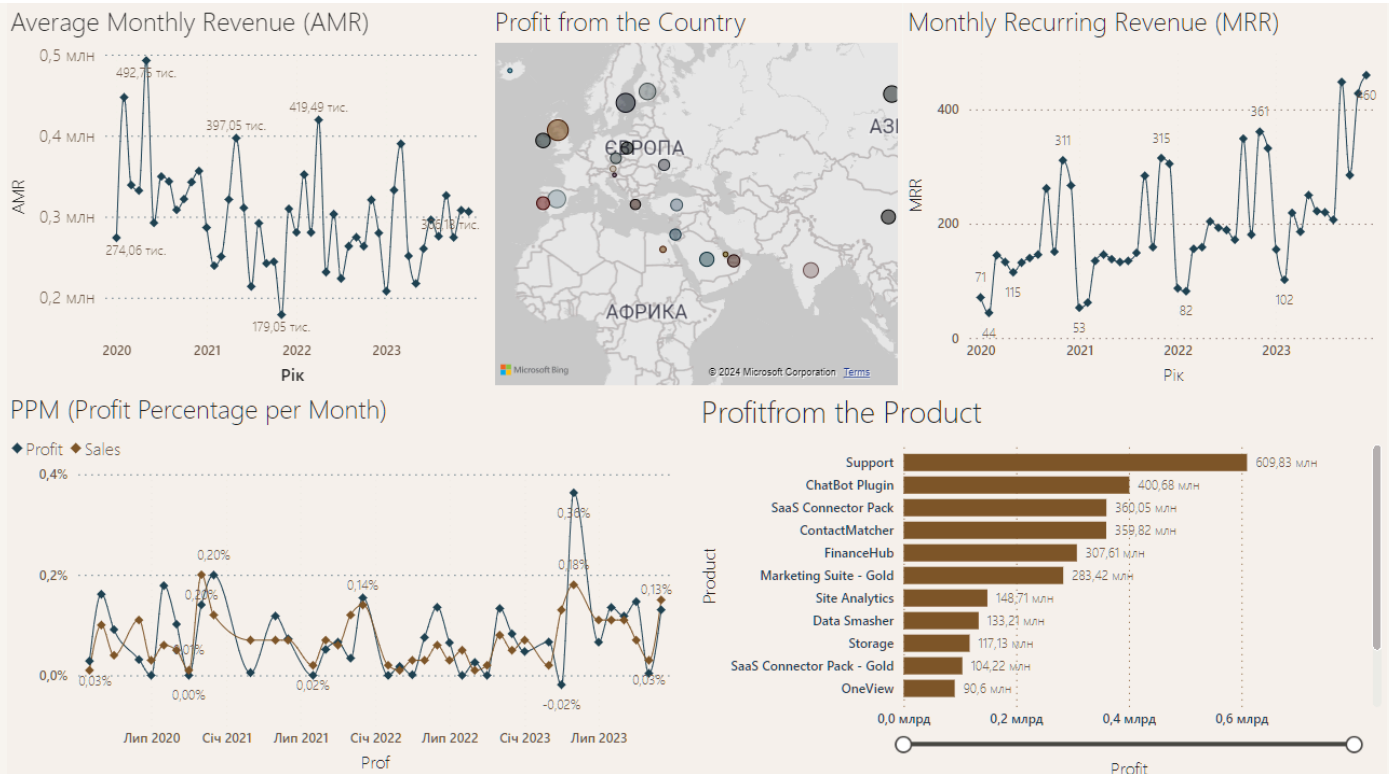 Average Monthly Revenue (AMR)
0,5 млн
492,75 тис.
419,49 тис.
0,4 млн
397,05 тис.
AMR
0,3 млн
274,06 тис.
0,2 млн
179,05 тис.
2020 2021 2022 2023
Рік
Profit from the Country
АЗІ
ЄВРОПА
АФРИКА
Microsoft Bing
© 2024 Microsoft Corporation Terms
Monthly Recurring Revenue (MRR)
400
460
361
311
315
MRR
200
71
115
102
82
44
53
0
2020 2021 2022 2023
Рік
PPM (Profit Percentage per Month)
Profit Sales
0,4%
0,36%
0,20%
0,18%
0,2%
0,14%
0,13%
0,20%
0,01%
0,0%
0,03%
0,00%
0,02%
-0,02%
0,03%
Лип 2020 Січ 2021 Лип 2021 Січ 2022 Лип 2022 Січ 2023 Лип 2023
Prof
Profitfrom the Product
Product
Support 609,83 млн
ChatBot Plugin 400,68 млн
SaaS Connector Pack 360,05 млн
ContactMatcher 359,82 млн
FinanceHub 307,61 млн
Marketing Suite - Gold 283,42 млн
Site Analytics 148,71 млн
Data Smasher 133,21 млн
Storage 117,13 млн
SaaS Connector Pack - Gold 104,22 млн
OneView 90,6 млн
0,0 млрд 0,2 млрд 0,4 млрд 0,6 млрд
Profit